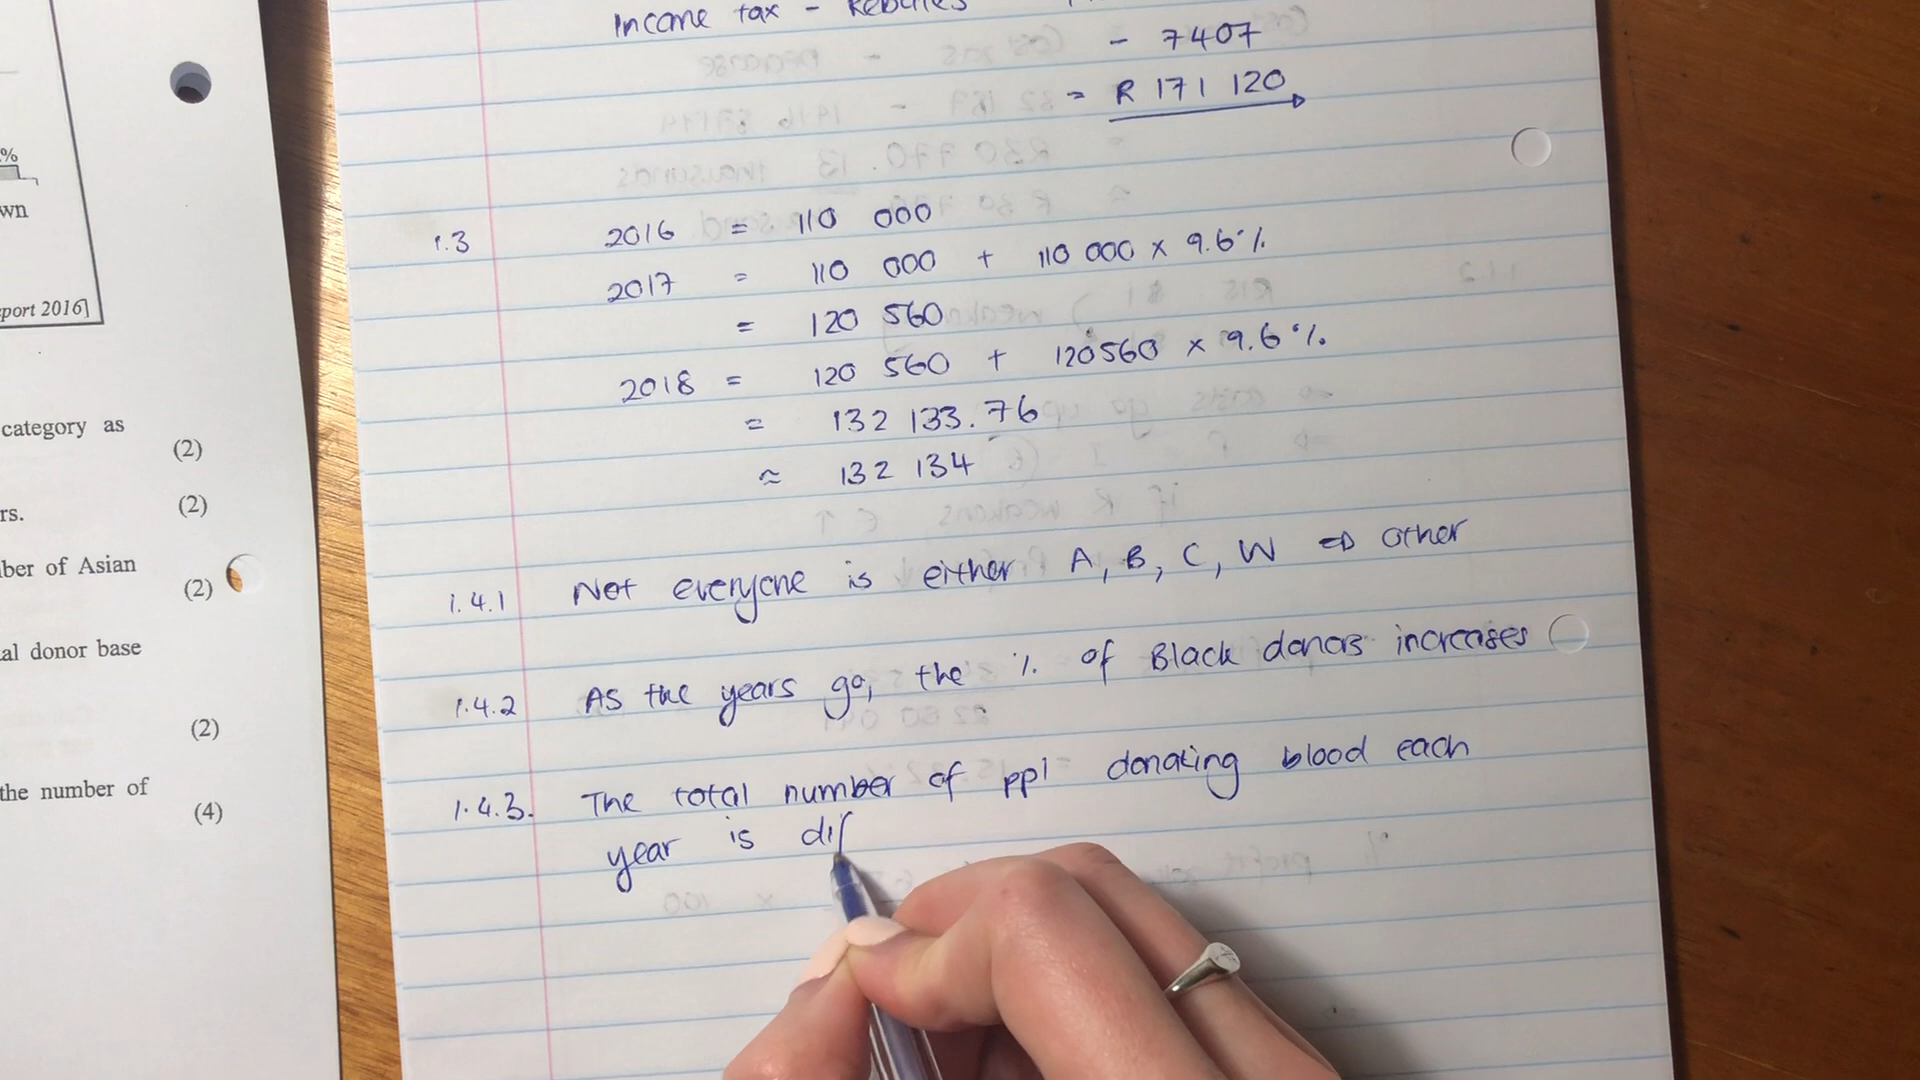 %
wn
port 2016]
category as
(2)
rs.
(2)
ber of Asian
(2)
al donor base
(2)
the number of
(4)
Income tax - Rebates
- 7407
= R 171 120
1.3 2016 = 110 000
2017 = 110 000 + 110 000 x 9.6%
= 120 560
2018 = 120 560 + 120560 x 9.6%
= 132 133.76
≈ 132 134
1.4.1 Not everyone is either A, B, C, W ⇒ other
1.4.2 As the years go, the % of Black donors increases
1.4.3. The total number of ppl donating blood each
year is dif